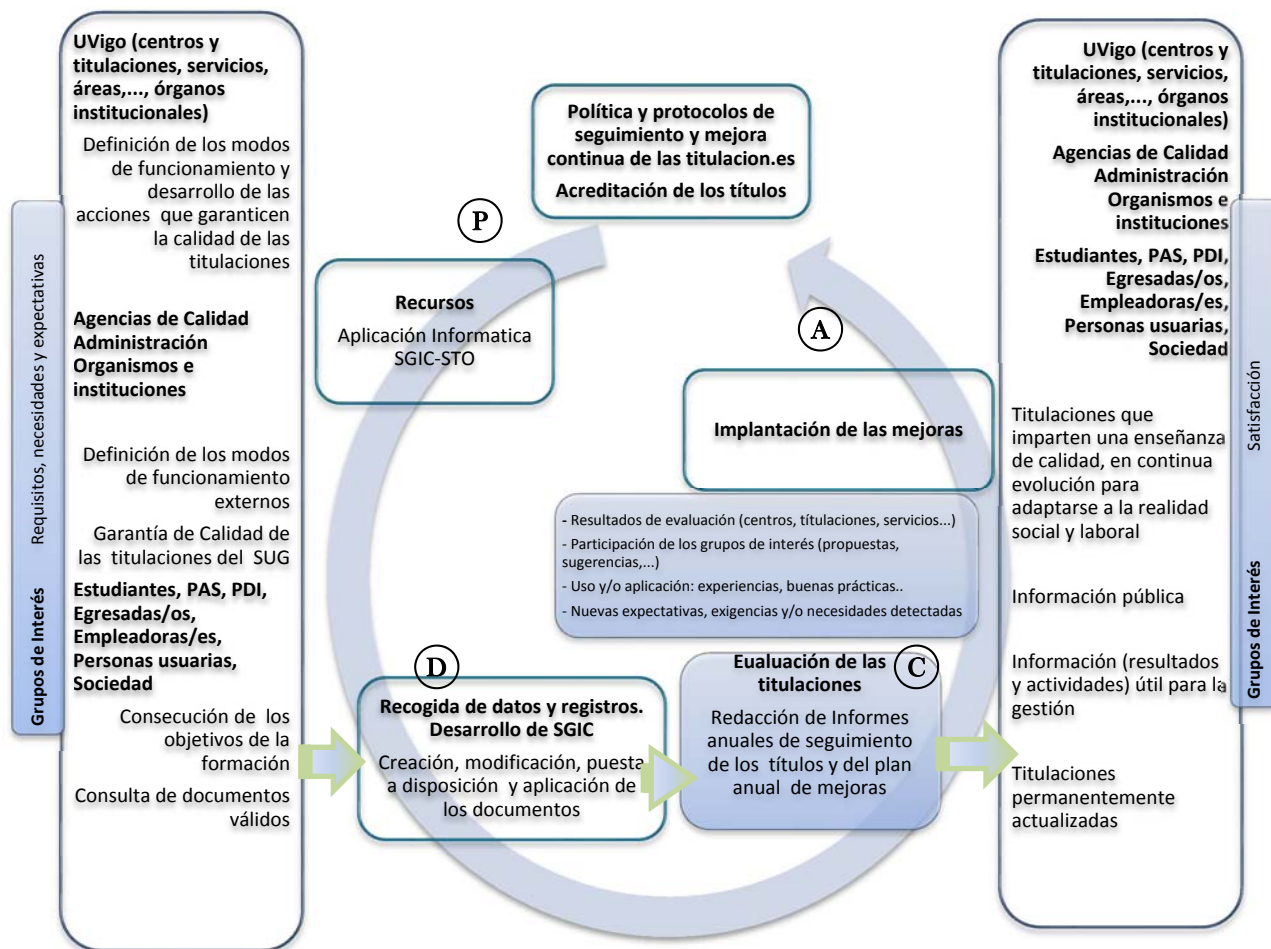 UVigo (centros y
titulaciones, servicios,
áreas,..., órganos
institucionales)
Definición de los modos
de funcionamiento y
desarrollo de las
acciones que garanticen
la calidad de las
titulaciones
Agencias de Calidad
Administración
Organismos e
instituciones
Definición de los modos
de funcionamiento
externos
Garantía de Calidad de
las titulaciones del SUG
Estudiantes, PAS, PDI,
Egresadas/os,
Empleadoras/es,
Personas usuarias,
Sociedad
Consecución de los
objetivos de la
formación
Consulta de documentos
válidos
Grupos de Interés Requisitos, necesidades y expectativas
Política y protocolos de
seguimiento y mejora
continua de las titulacion.es
Acreditación de los títulos
P
Recursos
Aplicación Informatica
SGIC-STO
A
Implantación de las mejoras
- Resultados de evaluación (centros, títulaciones, servicios...)
- Participación de los grupos de interés (propuestas,
sugerencias,...)
- Uso y/o aplicación: experiencias, buenas prácticas..
- Nuevas expectativas, exigencias y/o necesidades detectadas
D
Recogida de datos y registros.
Desarrollo de SGIC
Creación, modificación, puesta
a disposición y aplicación de
los documentos
C
Eualuación de las
titulaciones
Redacción de Informes
anuales de seguimiento
de los títulos y del plan
anual de mejoras
UVigo (centros y
titulaciones, servicios,
áreas,..., órganos
institucionales)
Agencias de Calidad
Administración
Organismos e
instituciones
Estudiantes, PAS, PDI,
Egresadas/os,
Empleadoras/es,
Personas usuarias,
Sociedad
Titulaciones que
imparten una enseñanza
de calidad, en continua
evolución para
adaptarse a la realidad
social y laboral
Información pública
Información (resultados
y actividades) útil para la
gestión
Titulaciones
permanentemente
actualizadas
Grupos de Interés Satisfacción